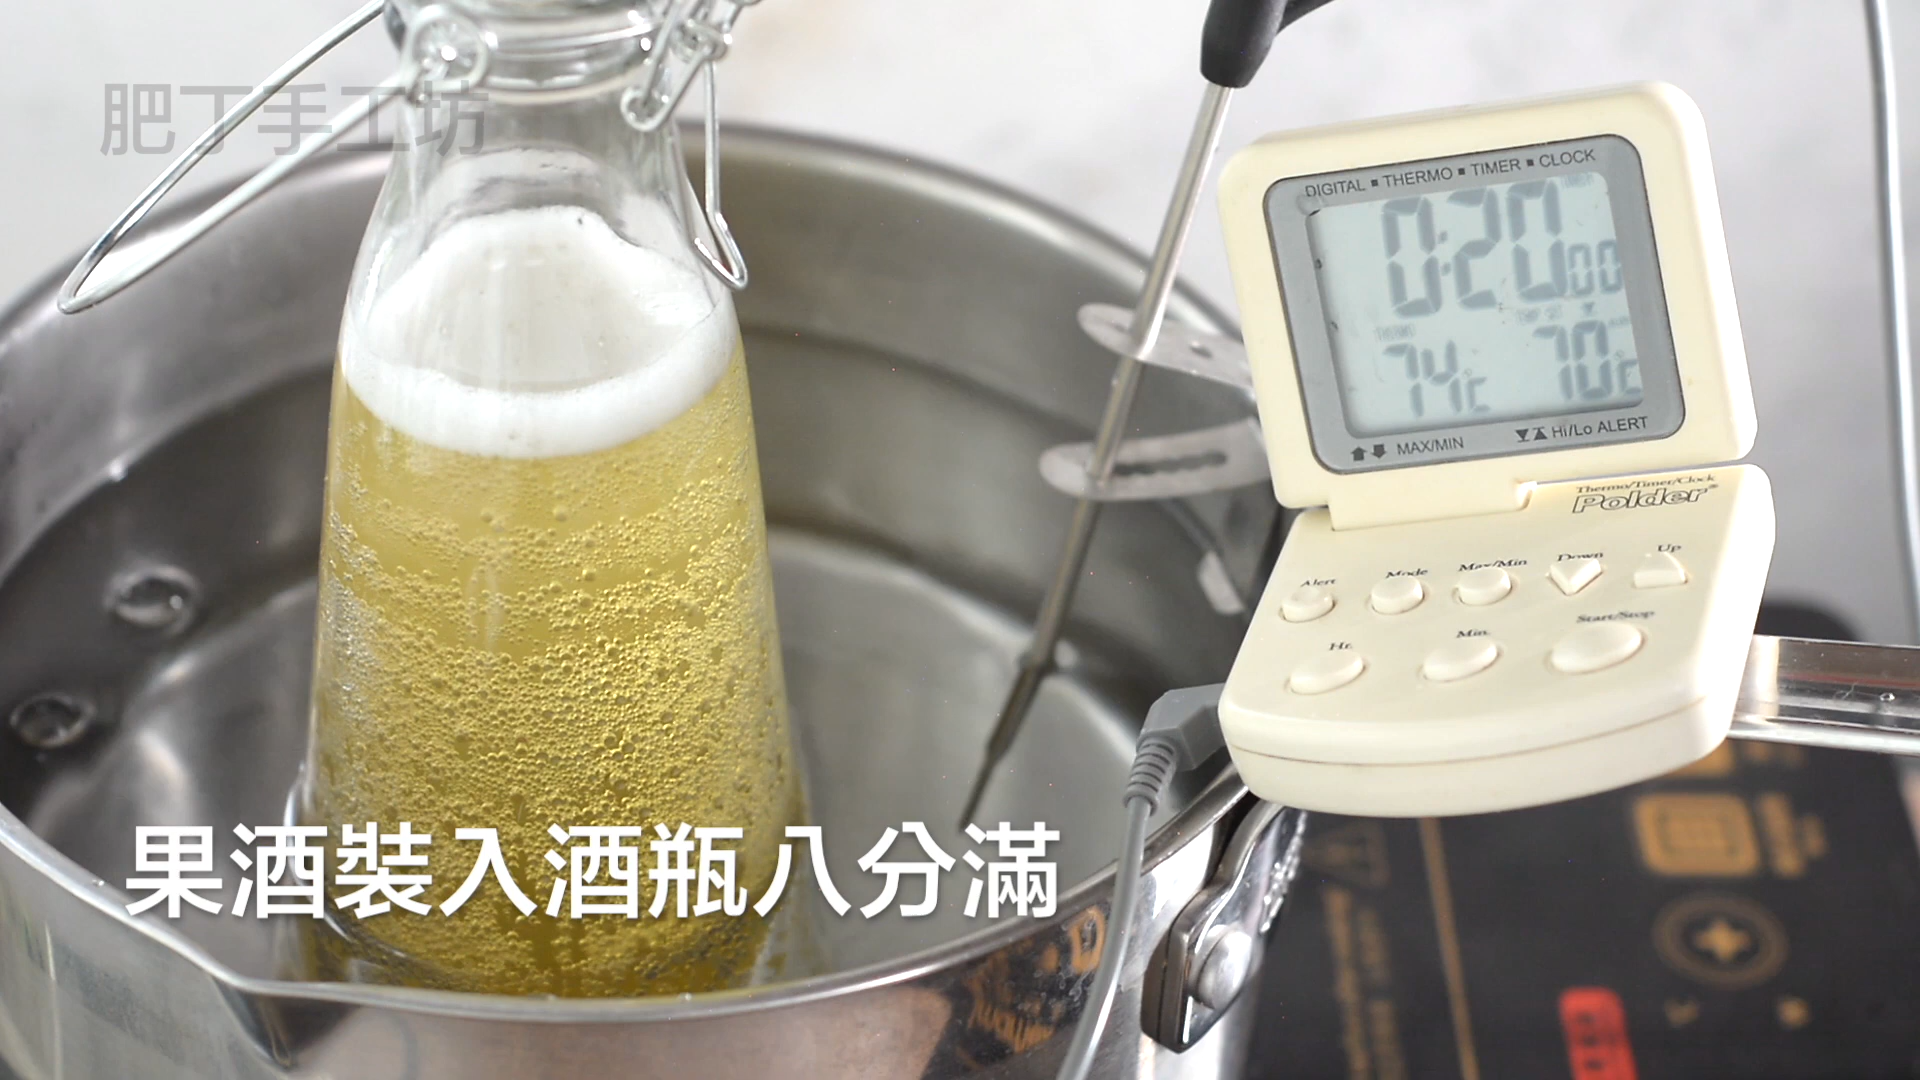 肥丁手工坊
DIGITAL ▪ THERMO ▪ TIMER ▪ CLOCK
0:20 00
THERMO
74°C 70°C
MAX/MIN Hi/Lo ALERT
Thermo/Timer/Clock
Polder®
Alert Mode Max/Min Down Up
Hr. Min. Start/Stop
果酒裝入酒瓶八分滿